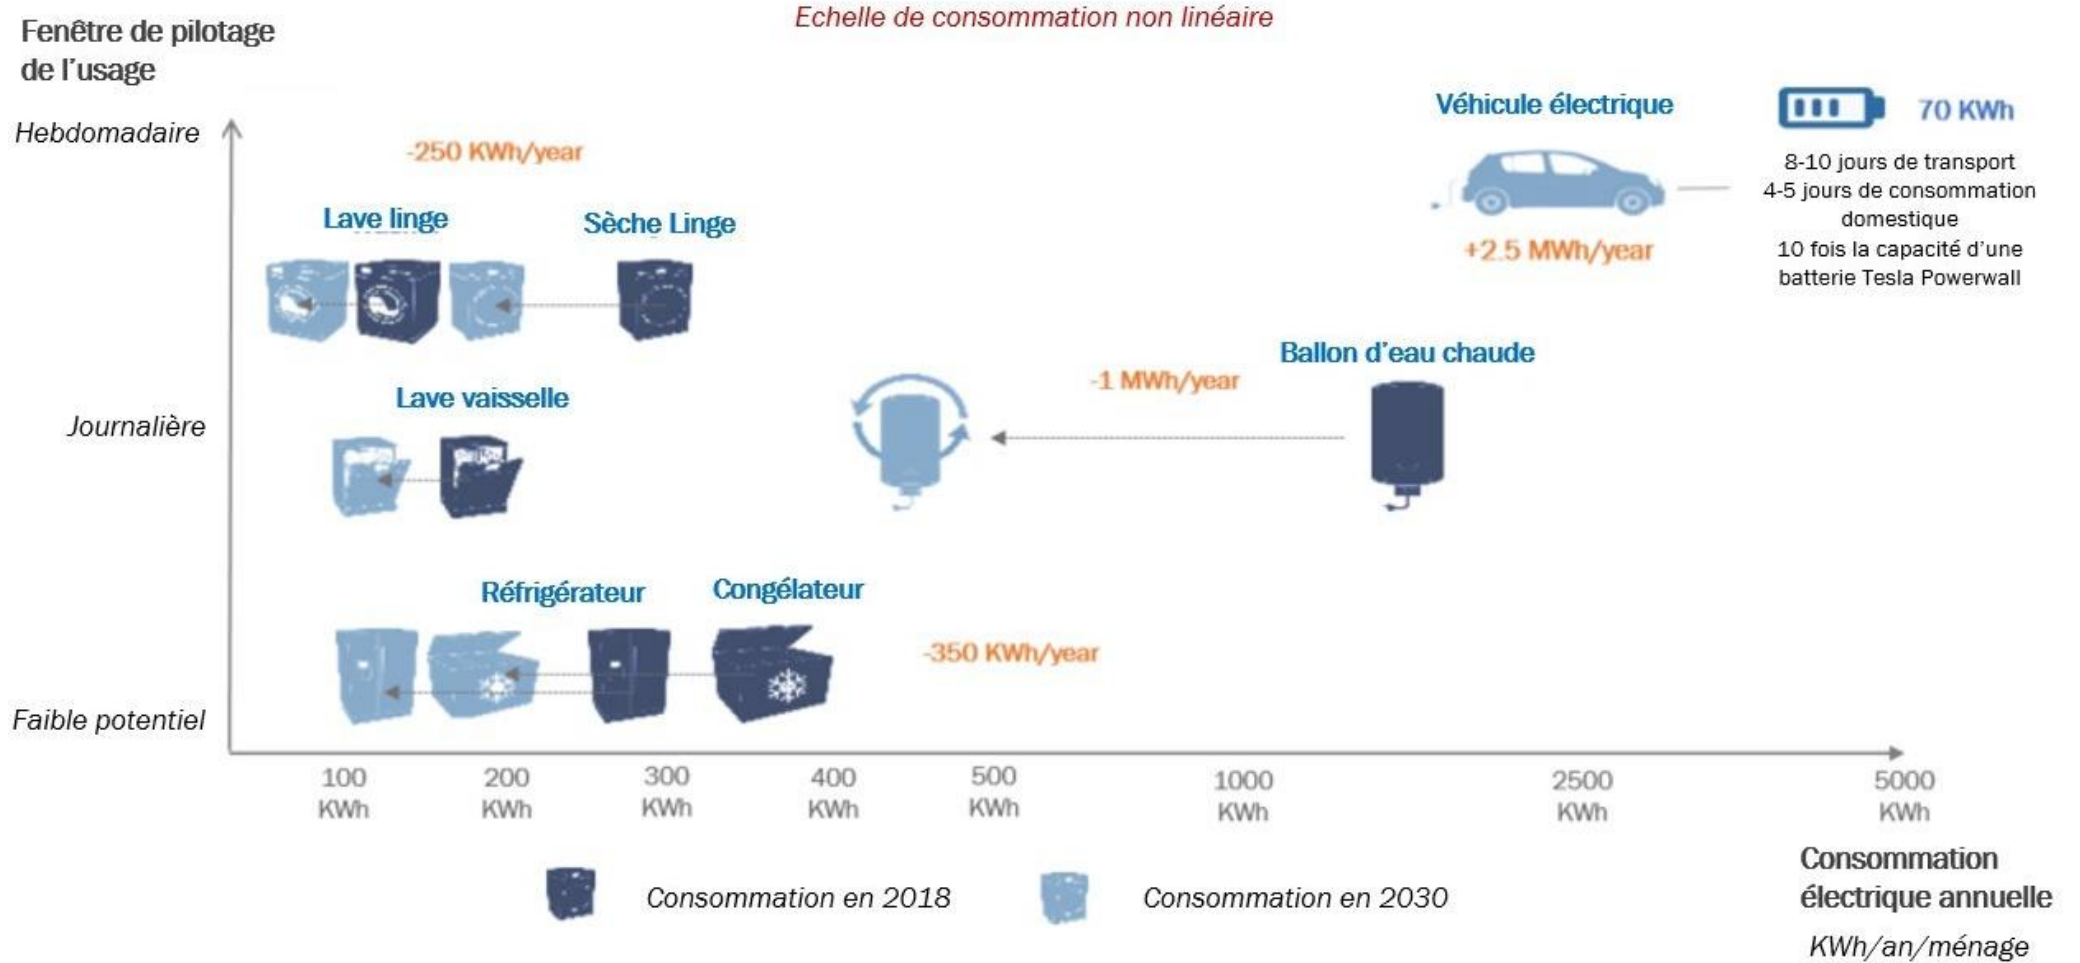 Echelle de consommation non linéaire
Fenêtre de pilotage
de l'usage
Hebdomadaire
-250 KWh/year
Véhicule électrique
70 KWh
8-10 jours de transport
4-5 jours de consommation
domestique
10 fois la capacité d'une
batterie Tesla Powerwall
+2.5 MWh/year
Lave linge
Sèche Linge
Ballon d'eau chaude
-1 MWh/year
Lave vaisselle
Journalière
Réfrigérateur
Congélateur
-350 KWh/year
Faible potentiel
100
KWh
200
KWh
300
KWh
400
KWh
500
KWh
1000
KWh
2500
KWh
5000
KWh
Consommation en 2018
Consommation en 2030
Consommation
électrique annuelle
KWh/an/ménage